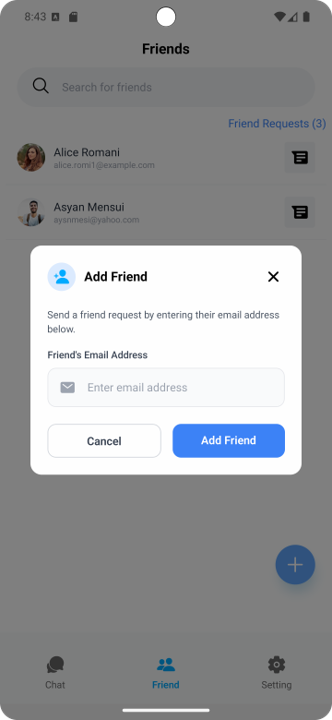 8:43
Friends
Search for friends
Friend Requests (3)
Alice Romani
alice.romi1@example.com
Asyan Mensui
aysnmesi@yahoo.com
Add Friend
Send a friend request by entering their email address
below.
Friend's Email Address
Enter email address
Cancel
Add Friend
Chat
Friend
Setting